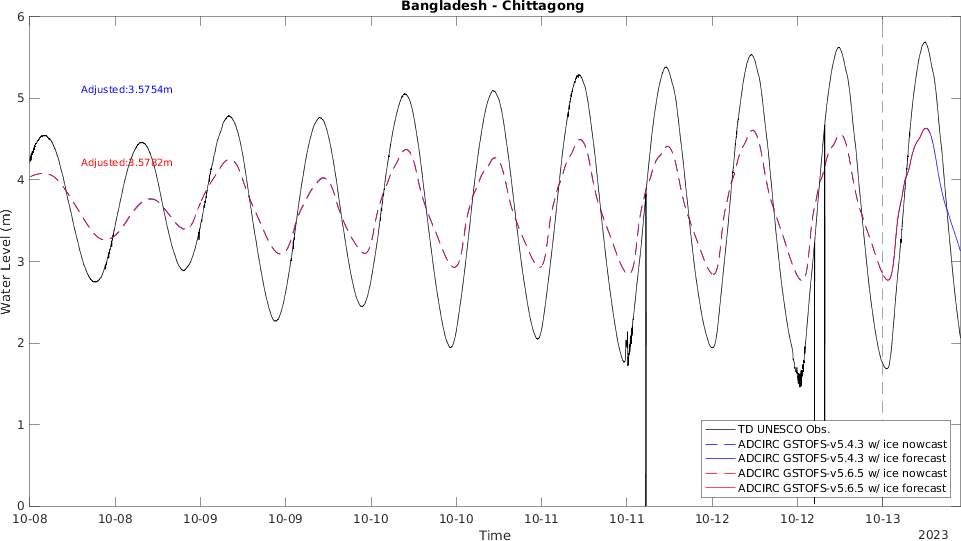 Bangladesh - Chittagong
6
5
4
3
2
1
0
Water Level (m)
Adjusted:3.5754m
Adjusted:3.5782m
TD UNESCO Obs.
ADCIRC GSTOFS-v5.4.3 w/ ice nowcast
ADCIRC GSTOFS-v5.4.3 w/ ice forecast
ADCIRC GSTOFS-v5.6.5 w/ ice nowcast
ADCIRC GSTOFS-v5.6.5 w/ ice forecast
10-08 10-08 10-09 10-09 10-10 10-10 10-11 10-11 10-12 10-12 10-13
Time
2023